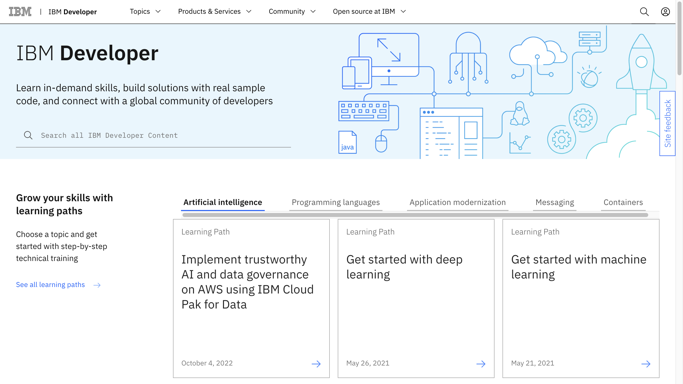 IBM | IBM Developer Topics Products & Services Community Open source at IBM
IBM Developer
Learn in-demand skills, build solutions with real sample
code, and connect with a global community of developers
Search all IBM Developer Content
java
Site feedback
Grow your skills with
learning paths
Choose a topic and get
started with step-by-step
technical training
See all learning paths
Artificial intelligence Programming languages Application modernization Messaging Containers
Learning Path
Implement trustworthy
AI and data governance
on AWS using IBM Cloud
Pak for Data
October 4, 2022
Learning Path
Get started with deep
learning
May 26, 2021
Learning Path
Get started with machine
learning
May 21, 2021